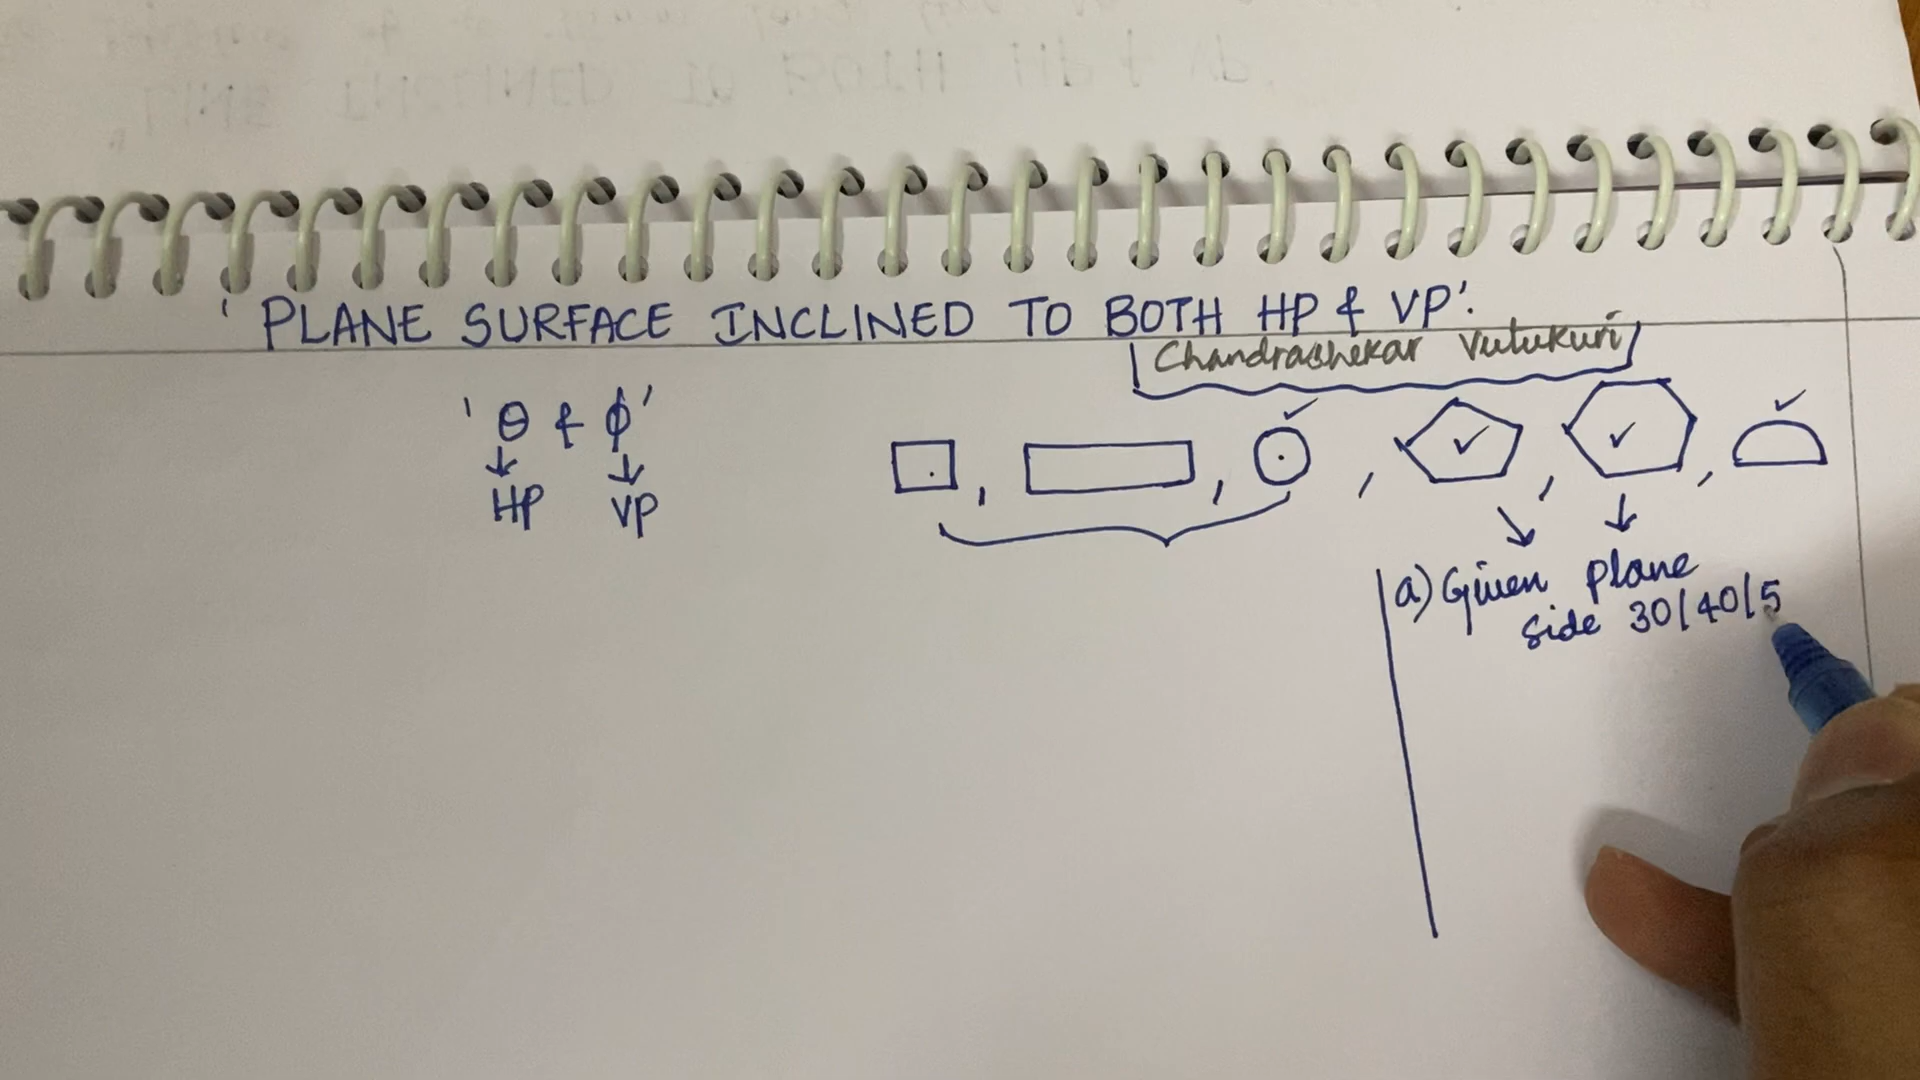 ' PLANE SURFACE INCLINED TO BOTH HP & VP'.
Chandrashekar Vutukuri
' θ & ϕ '
HP VP
a) Given plane
side 30/40/5